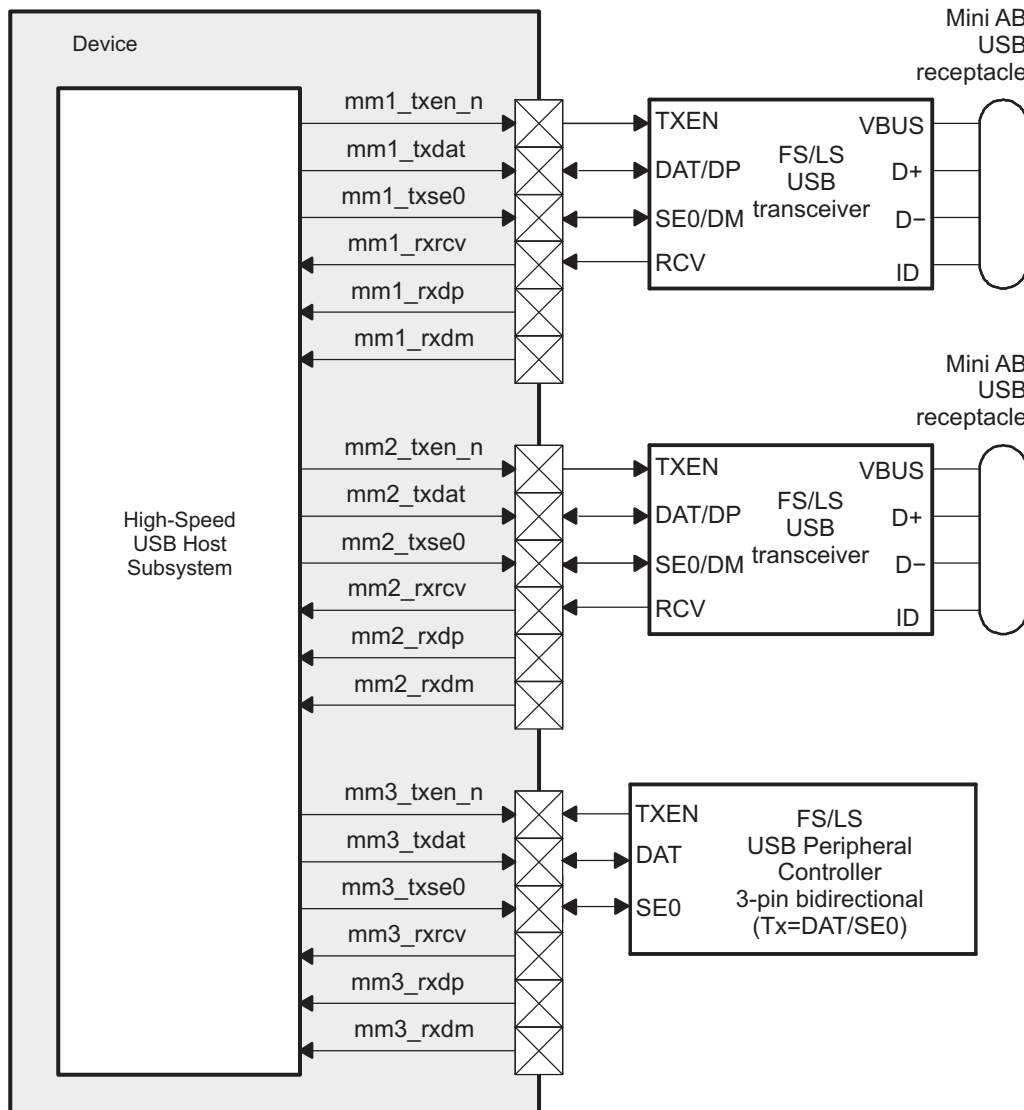 Device
Mini AB
USB
receptacle
mm1_txen_n
mm1_txdat
mm1_txse0
mm1_rxrcv
mm1_rxdp
mm1_rxdm
TXEN
DAT/DP
SE0/DM
RCV
FS/LS
USB
transceiver
VBUS
D+
D−
ID
Mini AB
USB
receptacle
High-Speed
USB Host
Subsystem
mm2_txen_n
mm2_txdat
mm2_txse0
mm2_rxrcv
mm2_rxdp
mm2_rxdm
TXEN
DAT/DP
SE0/DM
RCV
FS/LS
USB
transceiver
VBUS
D+
D−
ID
mm3_txen_n
mm3_txdat
mm3_txse0
mm3_rxrcv
mm3_rxdp
mm3_rxdm
TXEN
DAT
SE0
FS/LS
USB Peripheral
Controller
3-pin bidirectional
(Tx=DAT/SE0)